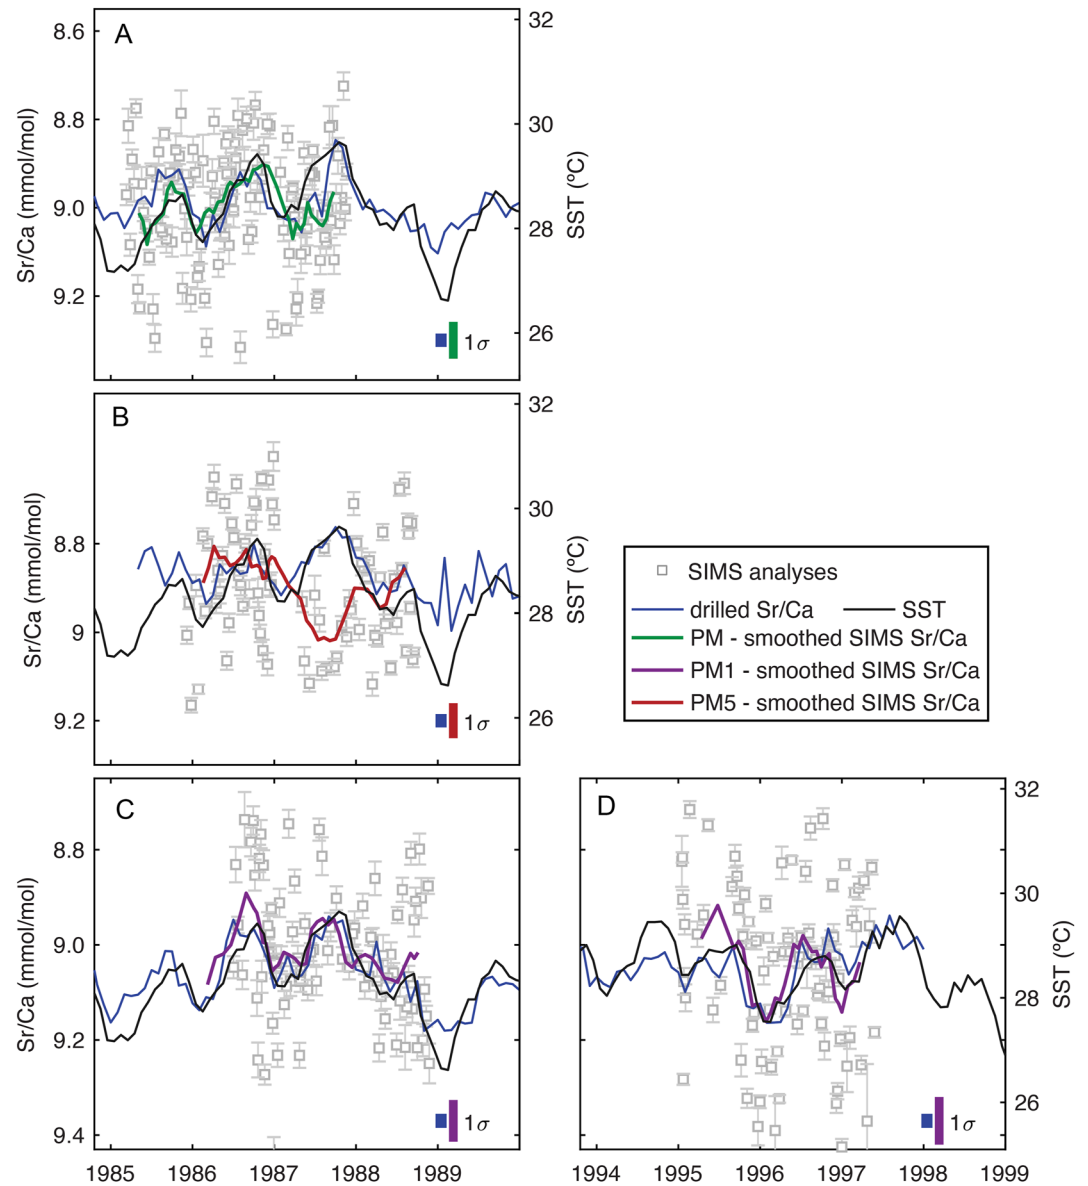 A
8.6
8.8
9.0
9.2
Sr/Ca (mmol/mol)
32
30
28
26
SST (ºC)
1σ
B
8.8
9
9.2
Sr/Ca (mmol/mol)
32
30
28
26
SST (ºC)
1σ
SIMS analyses
drilled Sr/Ca SST
PM - smoothed SIMS Sr/Ca
PM1 - smoothed SIMS Sr/Ca
PM5 - smoothed SIMS Sr/Ca
C
8.8
9.0
9.2
9.4
Sr/Ca (mmol/mol)
1σ
1985 1986 1987 1988 1989
D
32
30
28
26
SST (ºC)
1σ
1994 1995 1996 1997 1998 1999